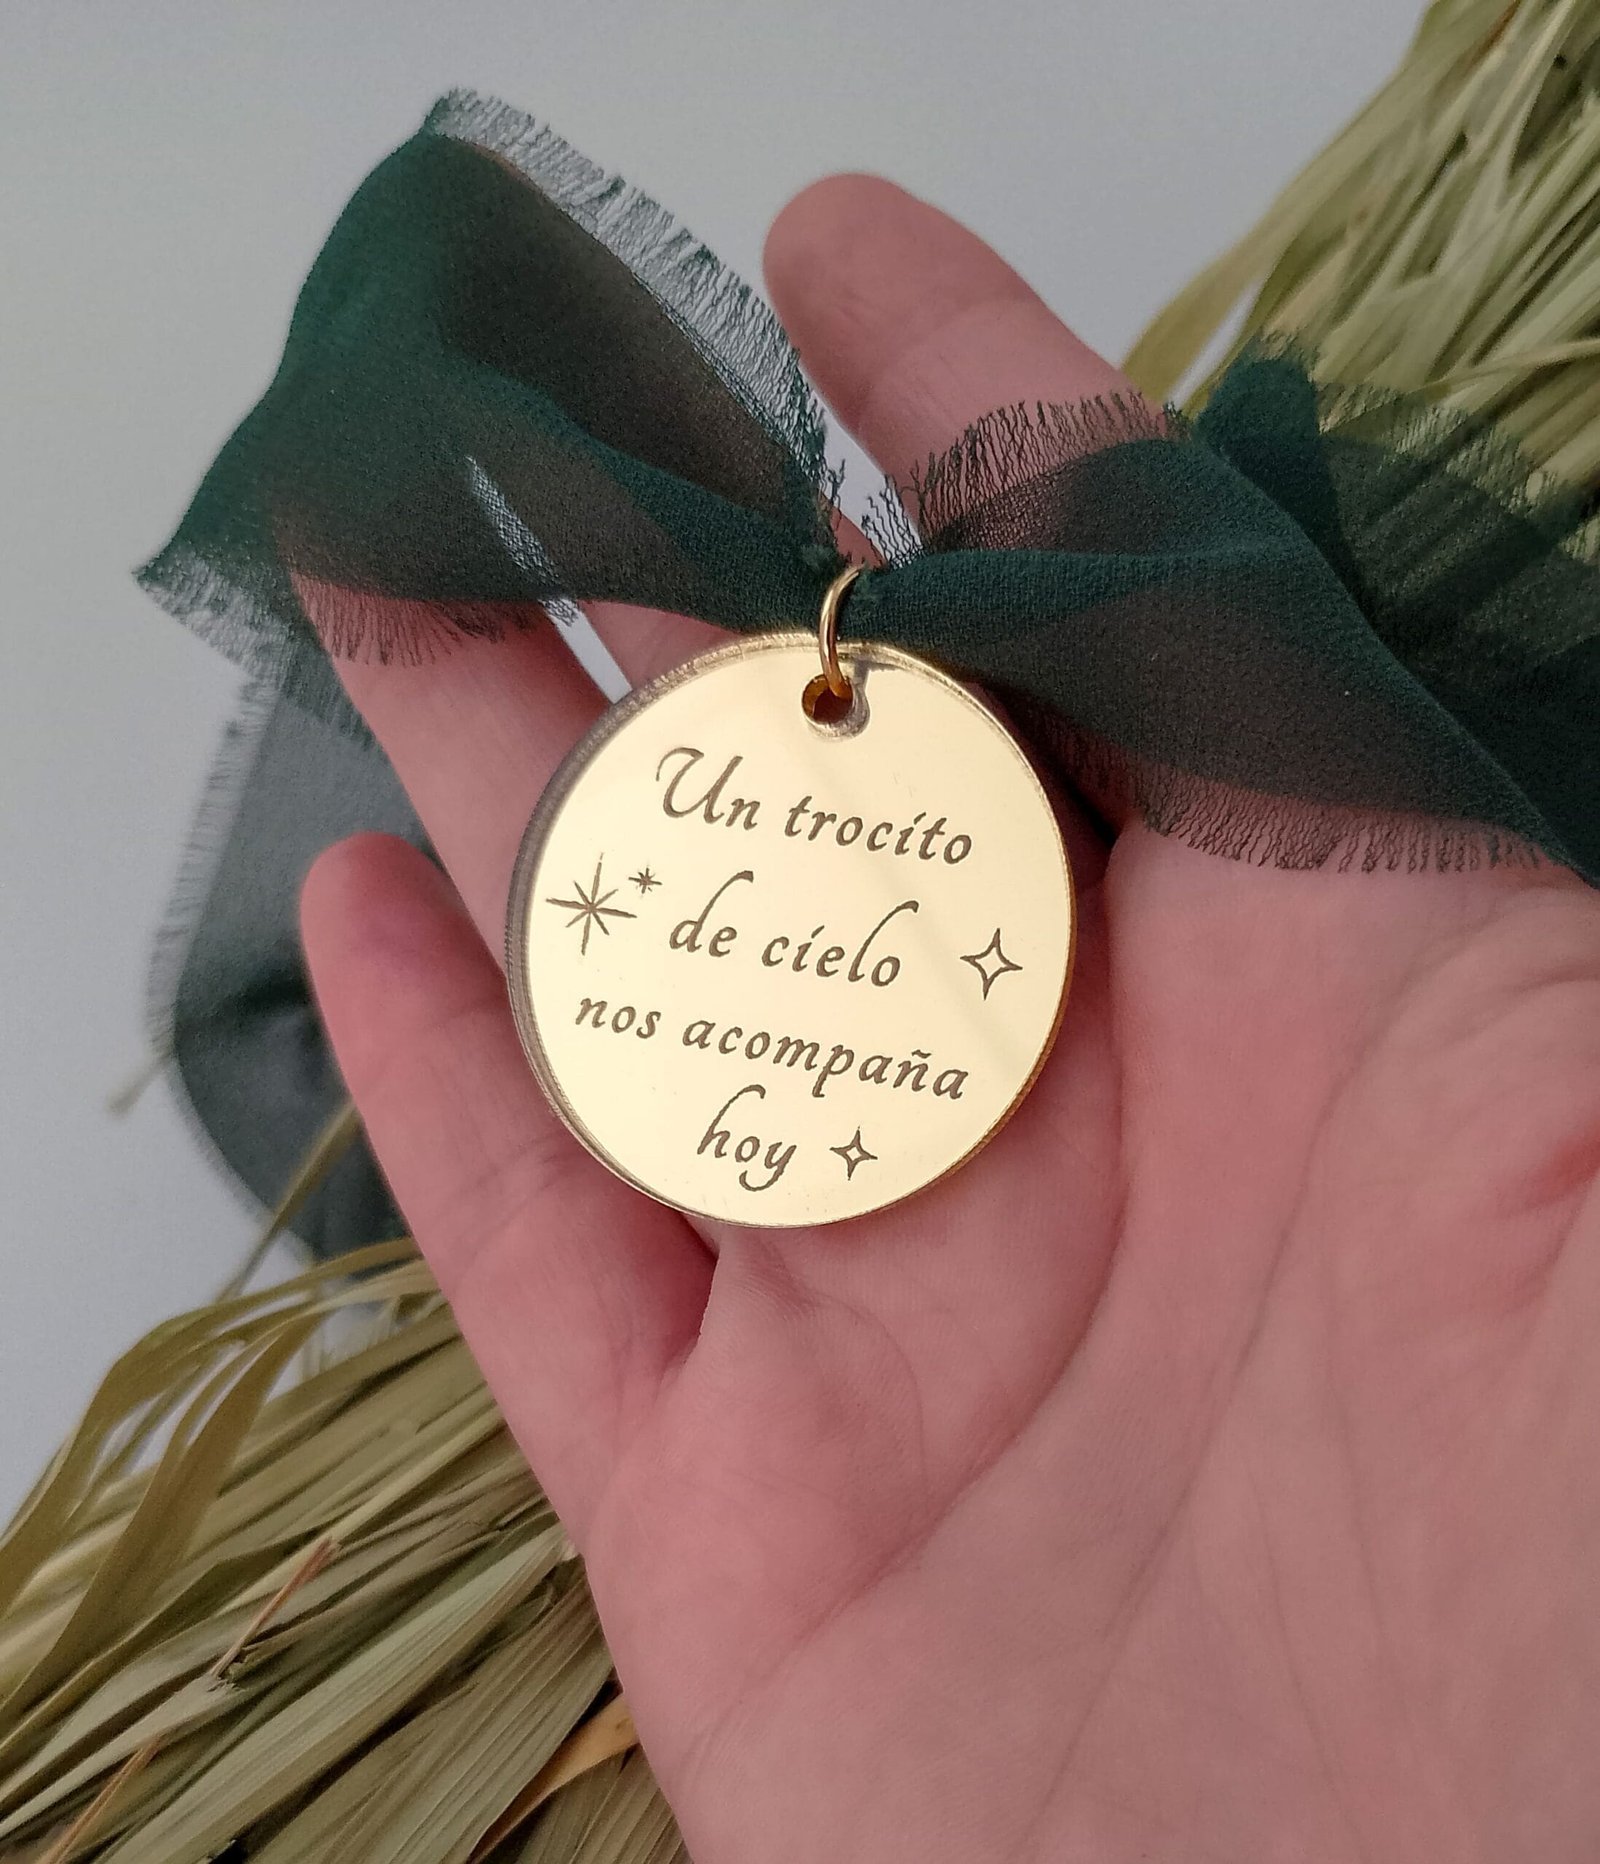 Un trocito
de cielo
nos acompaña
hoy